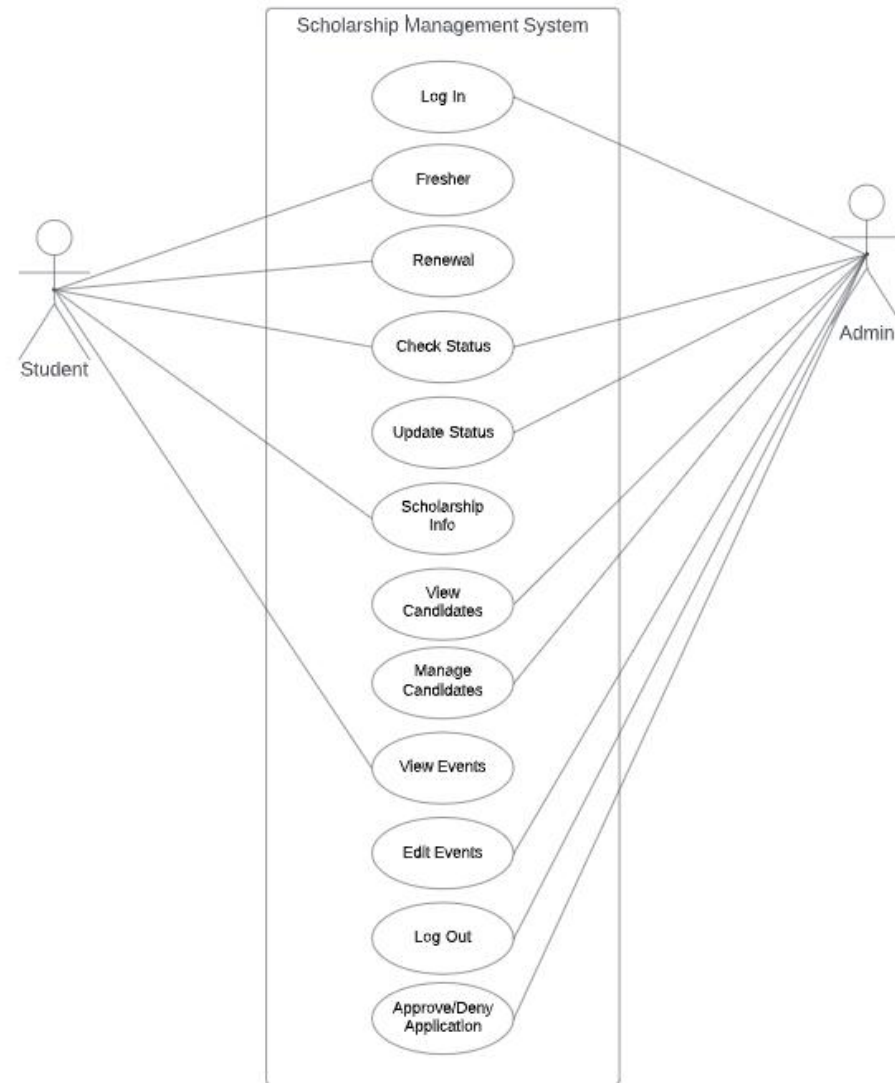 Scholarship Management System
Log In
Fresher
Renewal
Check Status
Student
Admin
Update Status
Scholarship
Info
View
Candidates
Manage
Candidates
View Events
Edit Events
Log Out
Approve/Deny
Application